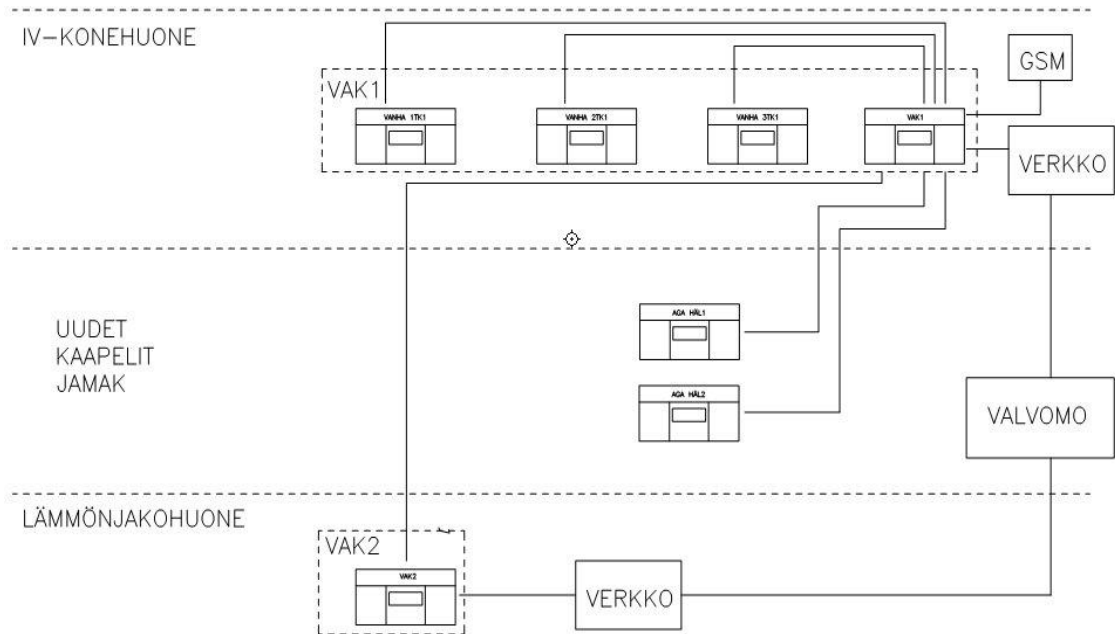 IV-KONEHUONE
GSM
VAK1
VANHA 1TK1
VANHA 2TK1
VANHA 3TK1
VAK1
VERKKO
UUDET
KAAPELIT
JAMAK
AGA HÄL1
AGA HÄL2
VALVOMO
LÄMMÖNJAKOHUONE
VAK2
VAK2
VERKKO